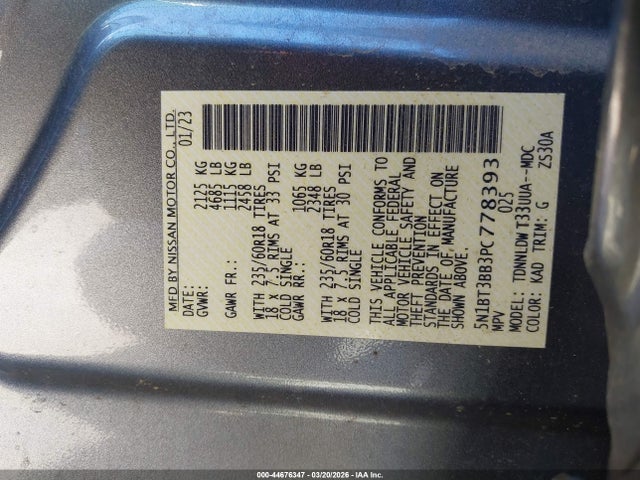 MFD BY NISSAN MOTOR CO., LTD.
DATE: 01/23
GVWR: 2125 KG
4685 LB
GAWR FR.: 1115 KG
2458 LB
WITH 235/60R18 TIRES
18 X 7.5 RIMS AT 33 PSI
COLD SINGLE
GAWR RR.: 1065 KG
2348 LB
WITH 235/60R18 TIRES
18 X 7.5 RIMS AT 30 PSI
COLD SINGLE
THIS VEHICLE CONFORMS TO
ALL APPLICABLE FEDERAL
MOTOR VEHICLE SAFETY AND
THEFT PREVENTION
STANDARDS IN EFFECT ON
THE DATE OF MANUFACTURE
SHOWN ABOVE.
5N1BT3BB3PC778393
MPV 025
MODEL: TDNNLDW T33UUA--MDC
COLOR: KAD TRIM: G ZS30A
000-44676347 | 03/20/2026 | IAA, Inc.